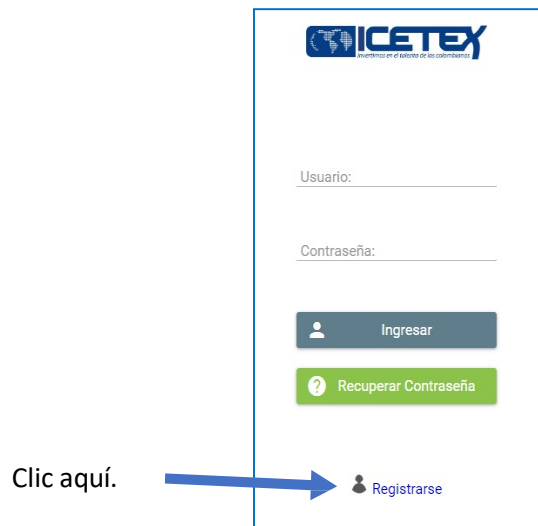 ICETEX
Invertimos en el talento de los colombianos
Usuario:
Contraseña:
Ingresar
? Recuperar Contraseña
Clic aquí.
Registrarse